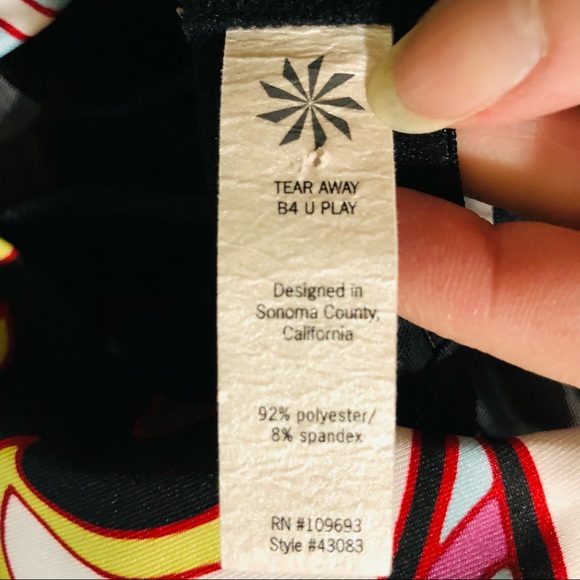 TEAR AWAY
B4 U PLAY
Designed in
Sonoma County,
California
92% polyester/
8% spandex
RN #109693
Style #43083